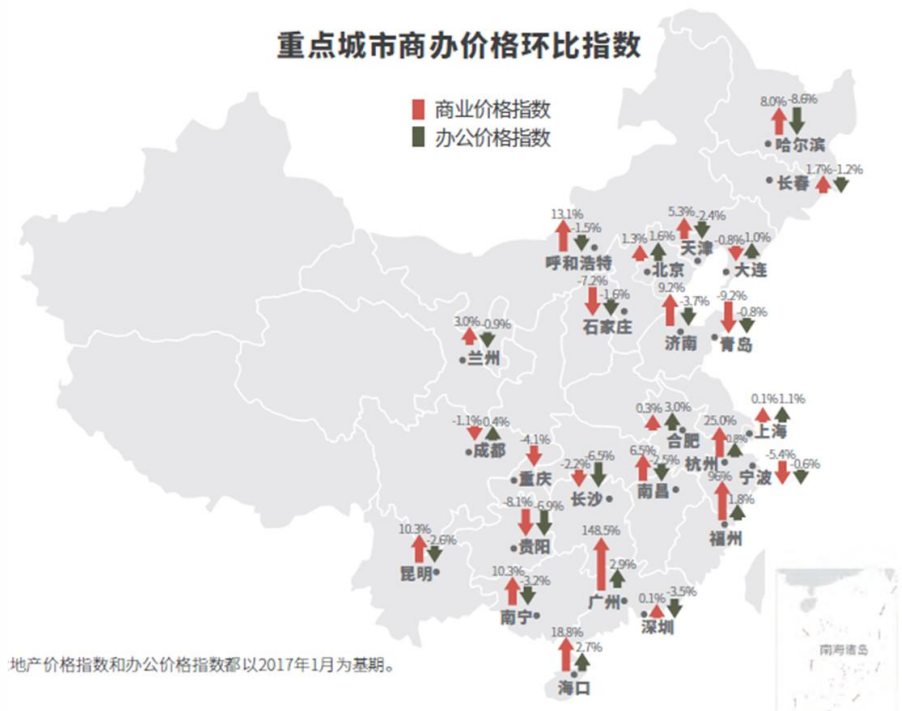 重点城市商办价格环比指数
商业价格指数
办公价格指数
8.0% -8.6%
哈尔滨
1.7% -1.2%
长春
13.1%
-1.5%
呼和浩特
1.3% 1.6%
北京
5.3% -2.4%
天津
-0.8% 1.0%
大连
-7.2%
-1.6%
石家庄
9.2%
-3.7%
济南
-9.2%
-0.8%
青岛
3.0% -0.9%
兰州
0.1% 1.1%
上海
0.3% 3.0%
合肥
25.0%
0.8%
杭州
-1.1% 0.4%
成都
-4.1%
重庆
-2.2% -6.5%
长沙
6.5% -2.5%
南昌
-5.4%
-0.6%
宁波
96%
1.8%
福州
-8.1% -6.9%
贵阳
10.3%
-2.6%
昆明
148.5%
2.9%
广州
10.3%
-3.2%
南宁
0.1% -3.5%
深圳
18.8%
2.7%
海口
南海诸岛
地产价格指数和办公价格指数都以2017年1月为基期。